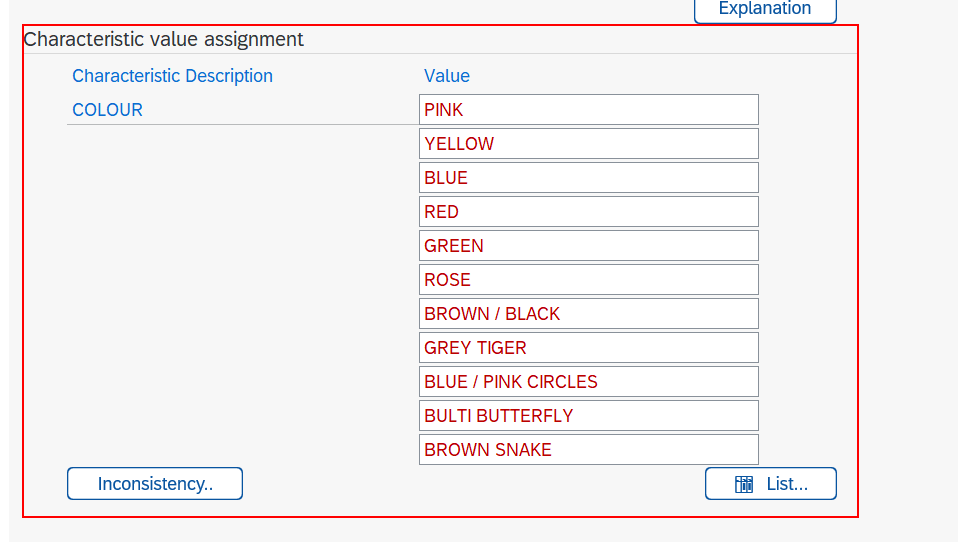 Explanation
Characteristic value assignment
Characteristic Description Value
COLOUR PINK
YELLOW
BLUE
RED
GREEN
ROSE
BROWN / BLACK
GREY TIGER
BLUE / PINK CIRCLES
BULTI BUTTERFLY
BROWN SNAKE
Inconsistency.. List...